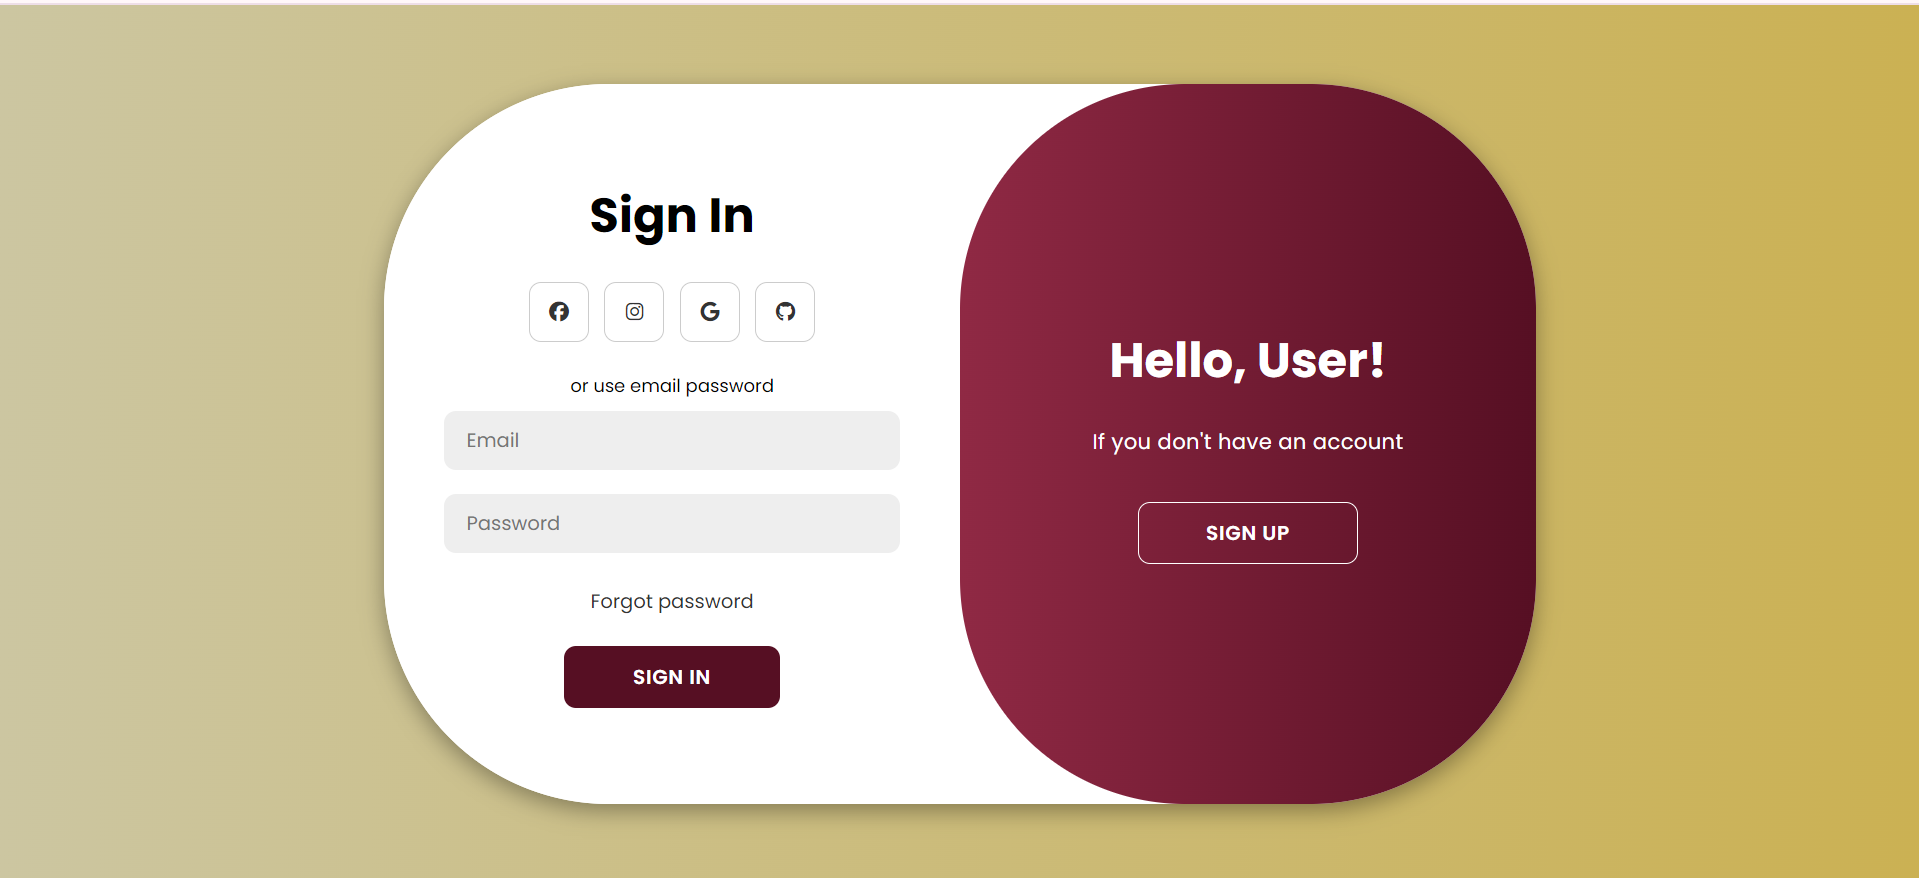 Sign In
or use email password
Email
Password
Forgot password
SIGN IN
Hello, User!
If you don't have an account
SIGN UP